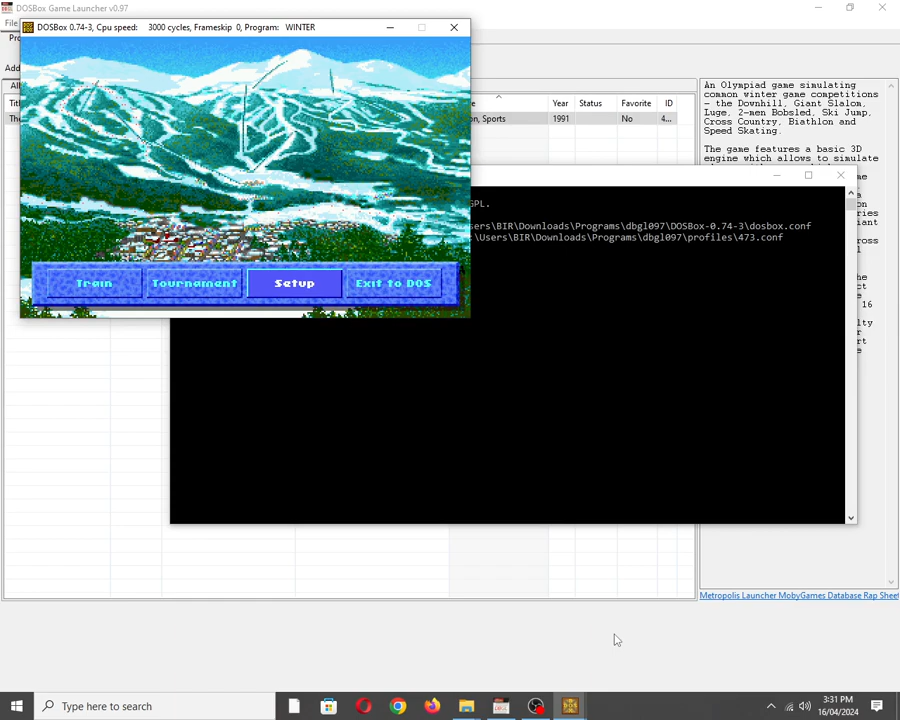 DOSBox Game Launcher v0.97
File
DOSBox 0.74-3, Cpu speed: 3000 cycles, Frameskip 0, Program: WINTER
Train
Tournament
Setup
Exit to DOS
Year
Status
Favorite
ID
on, Sports
1991
No
4...
An Olympiad game simulating
common winter game competitions
- the Downhill, Giant Slalom,
Luge, 2-men Bobsled, Ski Jump,
Cross Country, Biathlon and
Speed Skating.
The game features a basic 3D
engine which allows to simulate
GPL.
sers\BIR\Downloads\Programs\dbgl097\DOSBox-0.74-3\dosbox.conf
\Users\BIR\Downloads\Programs\dbgl097\profiles\473.conf
Metropolis Launcher MobyGames Database Rap Sheet
Type here to search
3:31 PM
16/04/2024